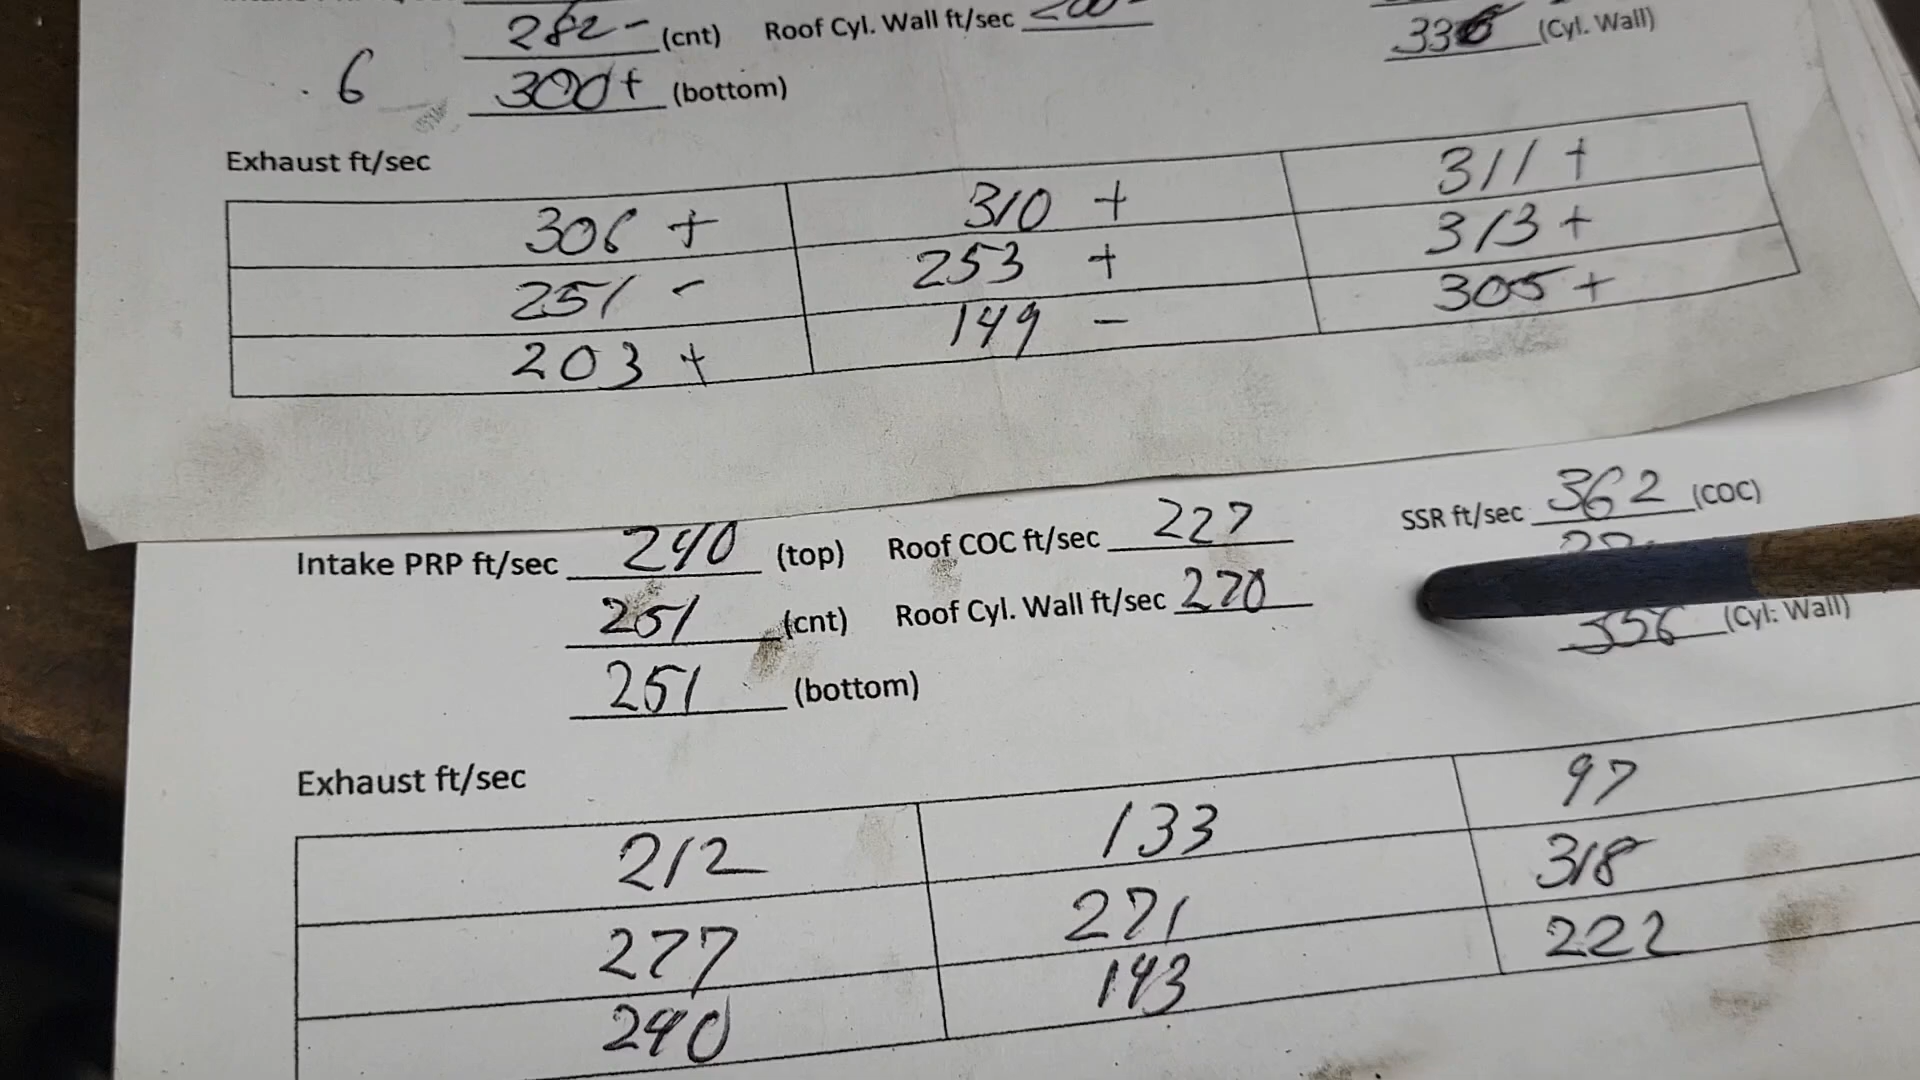 282 - (cnt) Roof Cyl. Wall ft/sec
336 (Cyl. Wall)
.6 300+ (bottom)
Exhaust ft/sec
306 + 310 + 311 +
251 - 253 + 313 +
203 + 149 - 305 +
Intake PRP ft/sec 240 (top) Roof COC ft/sec 227 SSR ft/sec 362 (COC)
251 (cnt) Roof Cyl. Wall ft/sec 270
356 (Cyl. Wall)
251 (bottom)
Exhaust ft/sec
212 133 97
277 271 318
240 143 222